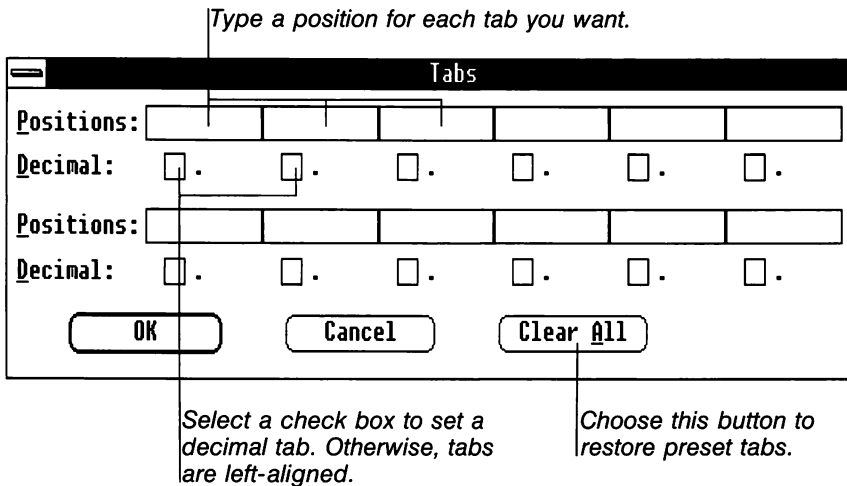 Type a position for each tab you want.
Tabs
Positions:
Decimal: . . . . . .
Positions:
Decimal: . . . . . .
OK Cancel Clear All
Select a check box to set a
decimal tab. Otherwise, tabs
are left-aligned.
Choose this button to
restore preset tabs.